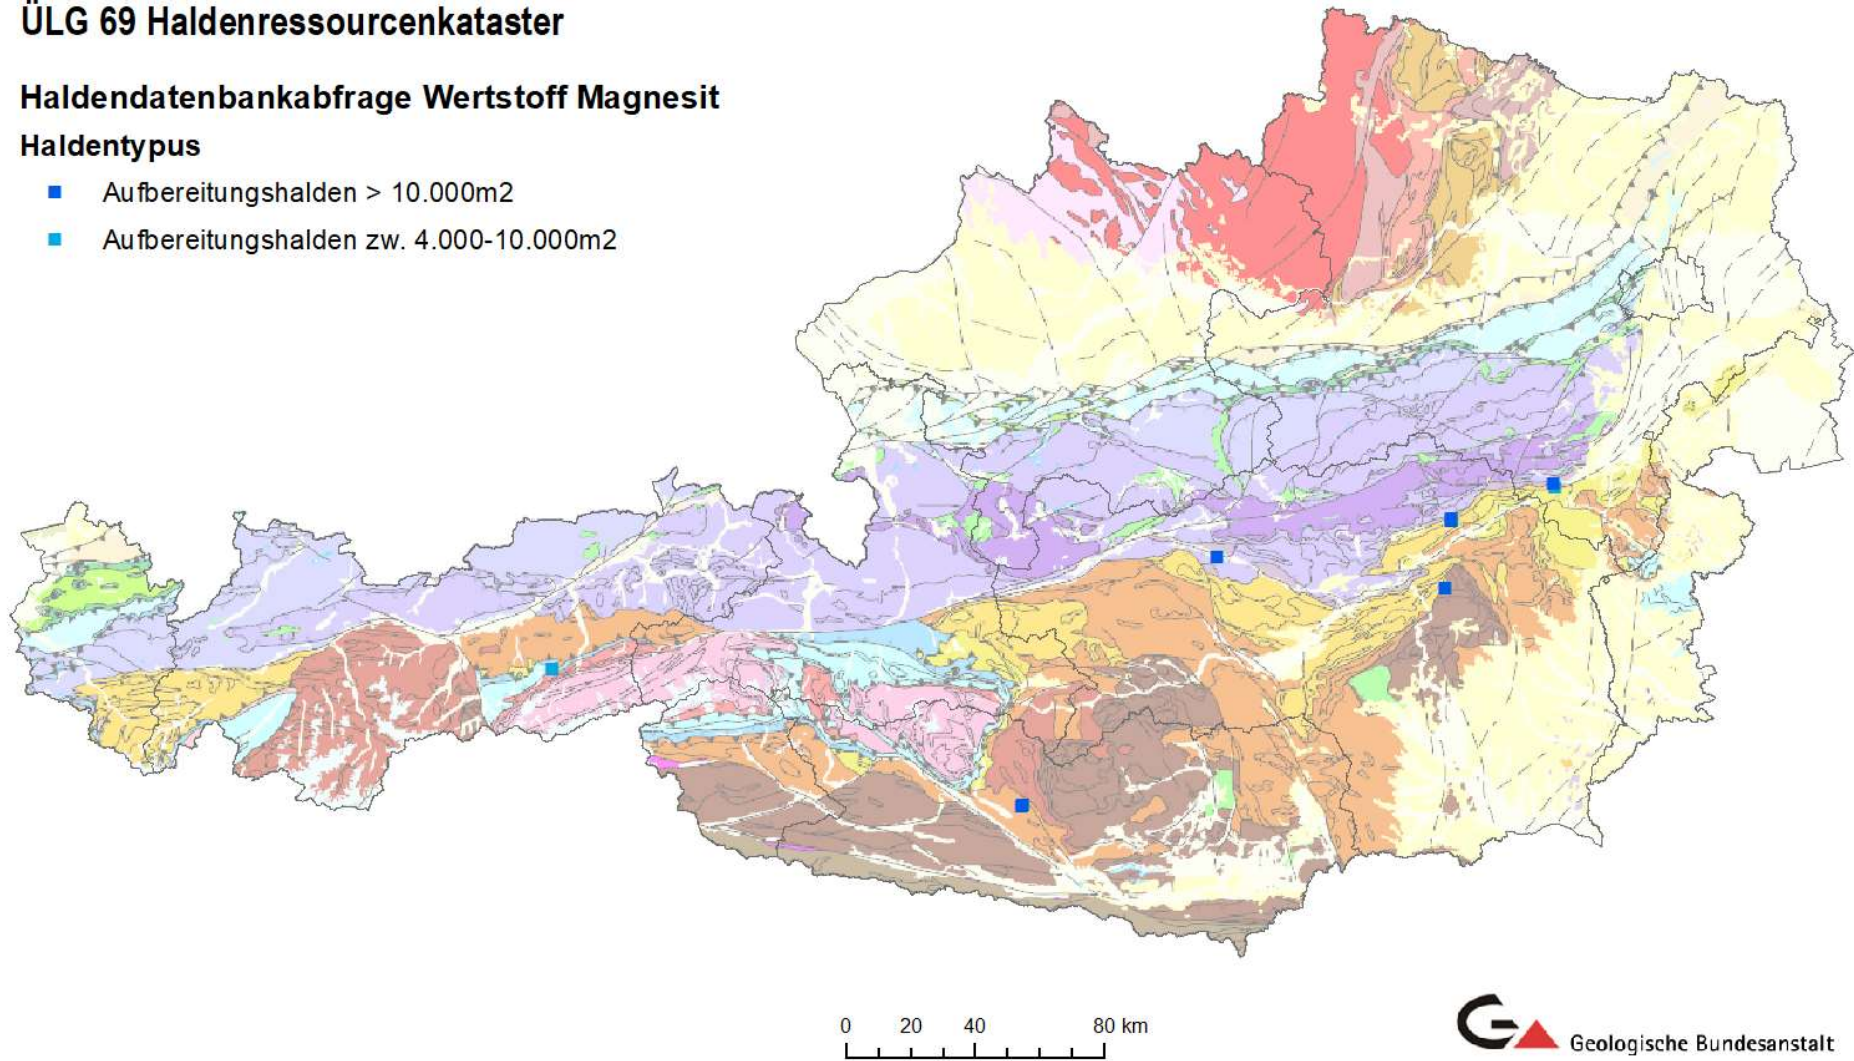 ÜLG 69 Haldenressourcenkataster
Haldendatenbankabfrage Wertstoff Magnesit
Haldentypus
Aufbereitungshalden > 10.000m2
Aufbereitungshalden zw. 4.000-10.000m2
0 20 40 80 km
Geologische Bundesanstalt